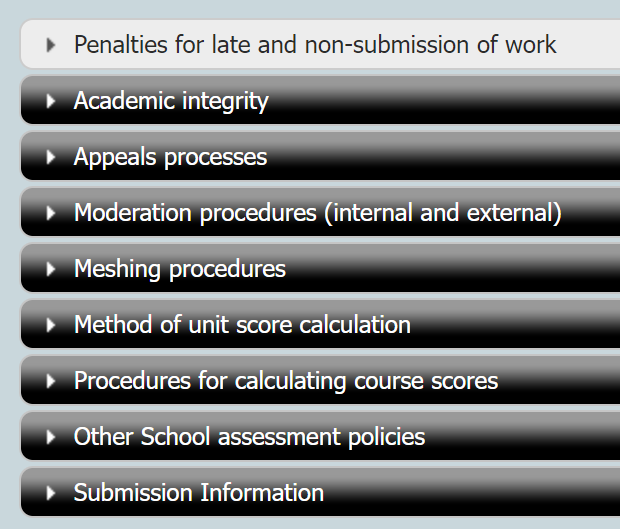 Penalties for late and non-submission of work
Academic integrity
Appeals processes
Moderation procedures (internal and external)
Meshing procedures
Method of unit score calculation
Procedures for calculating course scores
Other School assessment policies
Submission Information